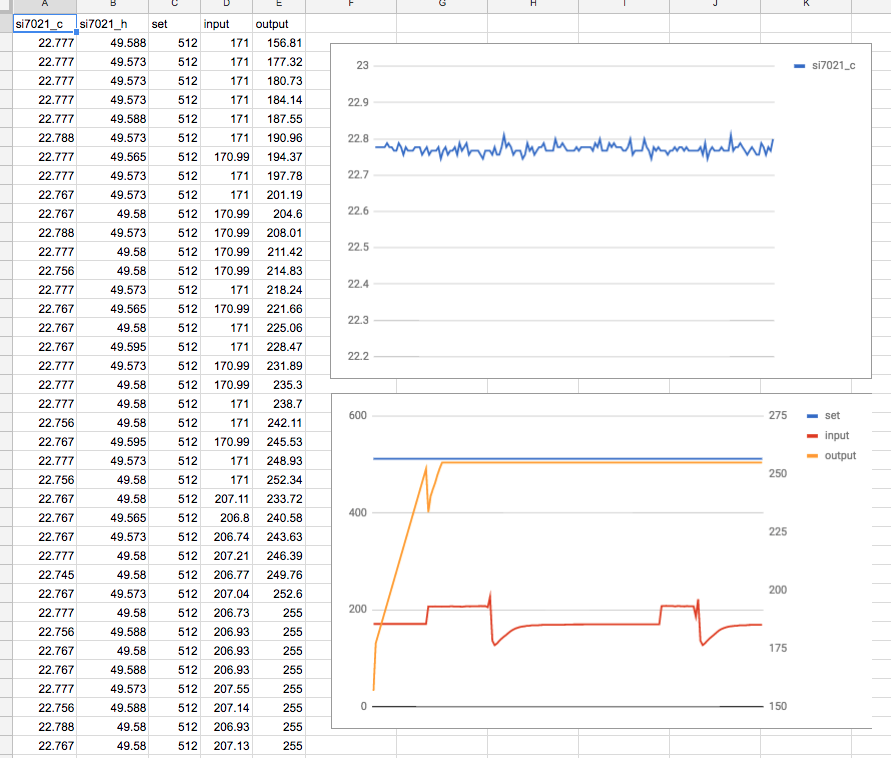 A B C D E F G H I J K
si7021_c si7021_h set input output
22.777 49.588 512 171 156.81
22.777 49.573 512 171 177.32
22.777 49.573 512 171 180.73
22.777 49.573 512 171 184.14
22.777 49.588 512 171 187.55
22.788 49.573 512 171 190.96
22.777 49.565 512 170.99 194.37
22.777 49.573 512 171 197.78
22.767 49.573 512 171 201.19
22.767 49.58 512 170.99 204.6
22.788 49.573 512 170.99 208.01
22.777 49.58 512 170.99 211.42
22.756 49.58 512 170.99 214.83
22.777 49.573 512 171 218.24
22.767 49.565 512 170.99 221.66
22.767 49.58 512 171 225.06
22.767 49.595 512 171 228.47
22.777 49.573 512 170.99 231.89
22.777 49.58 512 170.99 235.3
22.777 49.58 512 171 238.7
22.756 49.58 512 171 242.11
22.767 49.595 512 170.99 245.53
22.777 49.573 512 171 248.93
22.756 49.58 512 171 252.34
22.767 49.58 512 207.11 233.72
22.767 49.565 512 206.8 240.58
22.767 49.573 512 206.74 243.63
22.777 49.58 512 207.21 246.39
22.745 49.58 512 206.77 249.76
22.767 49.573 512 207.04 252.6
22.777 49.58 512 206.73 255
22.756 49.588 512 206.93 255
22.767 49.58 512 206.93 255
22.767 49.588 512 206.93 255
22.777 49.573 512 207.55 255
22.756 49.588 512 207.14 255
22.788 49.58 512 206.93 255
22.767 49.58 512 207.13 255
23
22.9
22.8
22.7
22.6
22.5
22.4
22.3
22.2
si7021_c
600
400
200
0
275
250
225
200
175
150
set
input
output